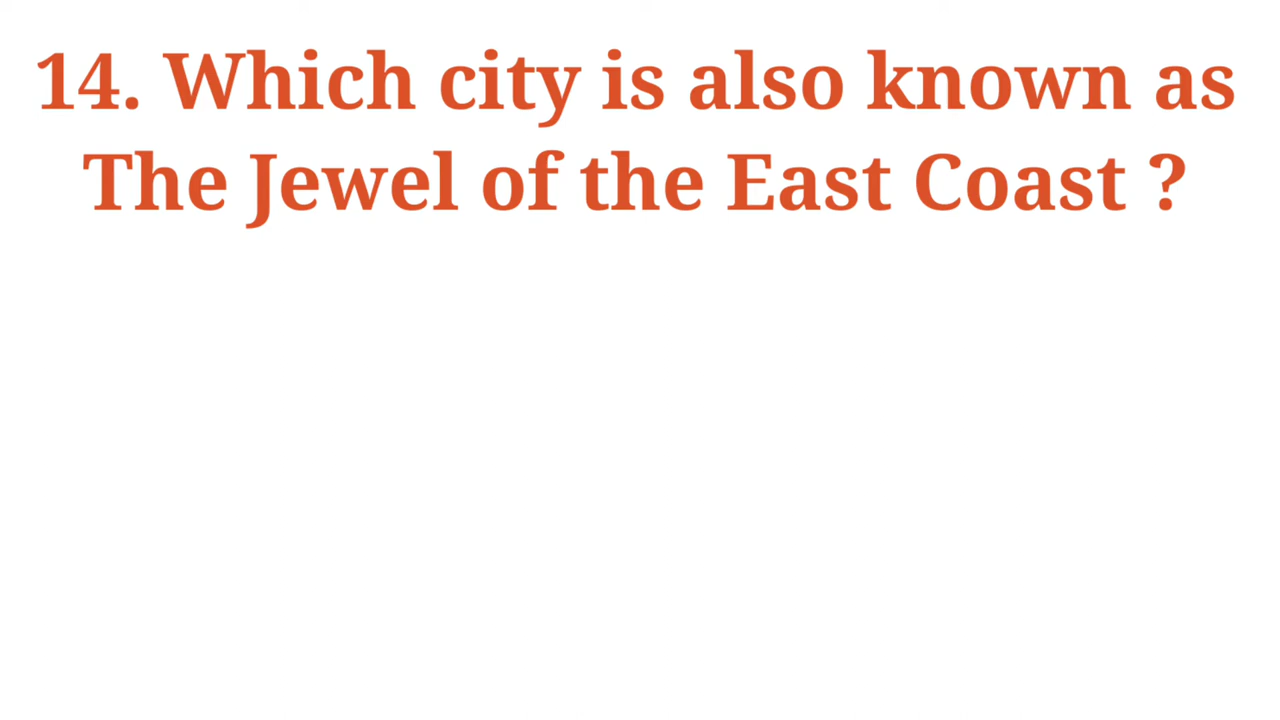 14. Which city is also known as
The Jewel of the East Coast ?